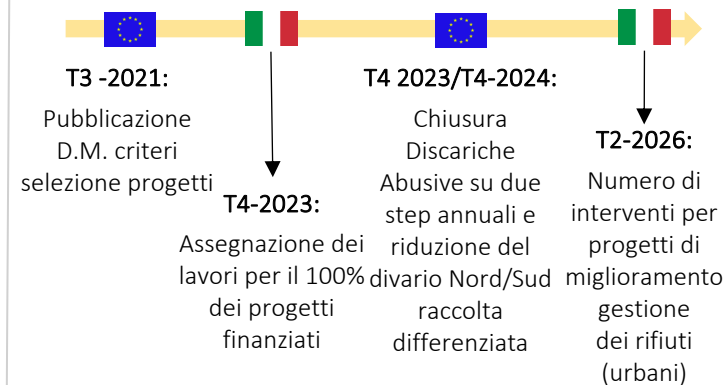 T3 -2021:
Pubblicazione
D.M. criteri
selezione progetti
T4-2023:
Assegnazione dei
lavori per il 100%
dei progetti
finanziati
T4 2023/T4-2024:
Chiusura
Discariche
Abusive su due
step annuali e
riduzione del
divario Nord/Sud
raccolta
differenziata
T2-2026:
Numero di
interventi per
progetti di
miglioramento
gestione
dei rifiuti
(urbani)